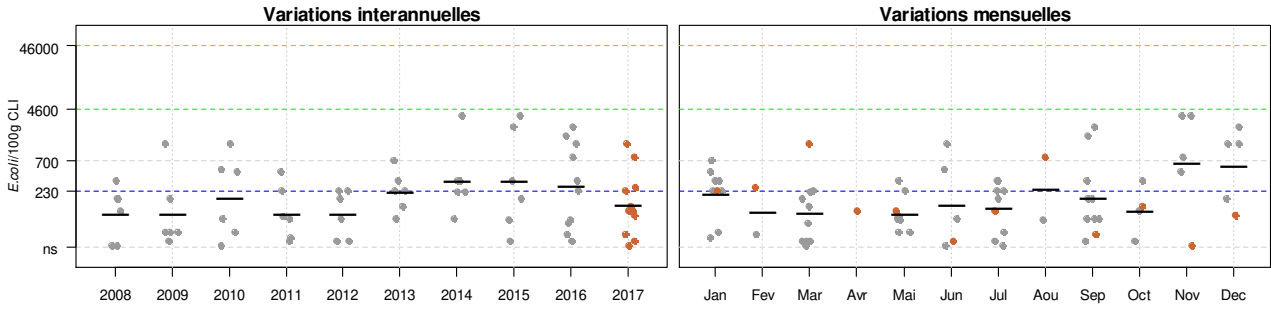 Variations interannuelles
Variations mensuelles
E.coli/100g CLI
46000
4600
700
230
ns
2008 2009 2010 2011 2012 2013 2014 2015 2016 2017
Jan Fev Mar Avr Mai Jun Jul Aou Sep Oct Nov Dec